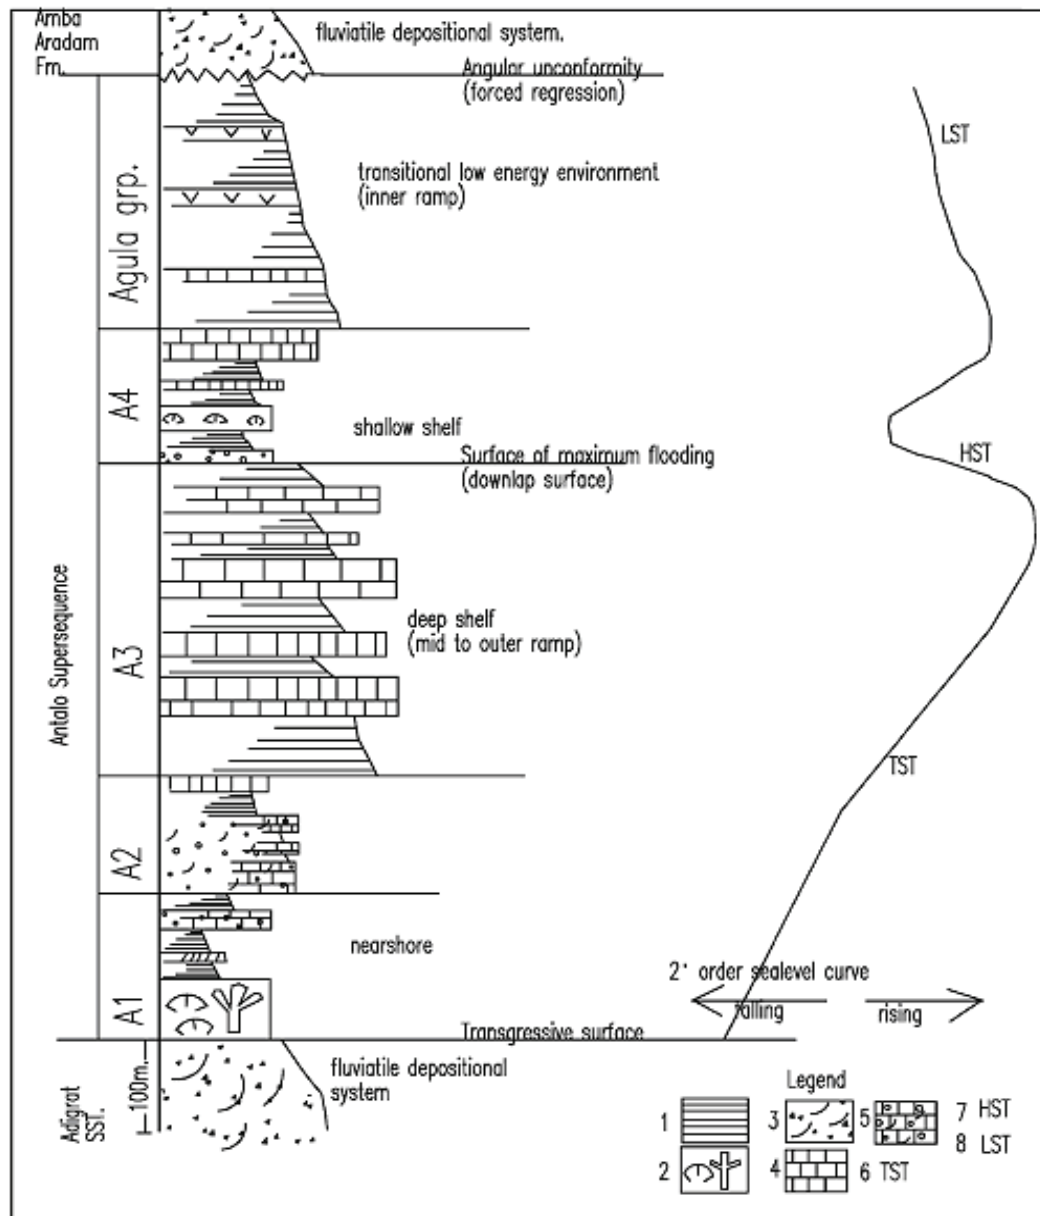 Amba
Aradam
Fm.
fluviatile depositional system.
Angular unconformity
(forced regression)
LST
Agula grp.
transitional low energy environment
(inner ramp)
A4
shallow shelf
Surface of maximum flooding
(downlap surface)
HST
Antalo Supersequence
A3
deep shelf
(mid to outer ramp)
TST
A2
nearshore
2' order sealevel curve
falling
rising
A1
Transgressive surface
fluviatile depositional
system
Adigrat
SST.
100m.
Legend
1
2
3
4
5
6 TST
7 HST
8 LST